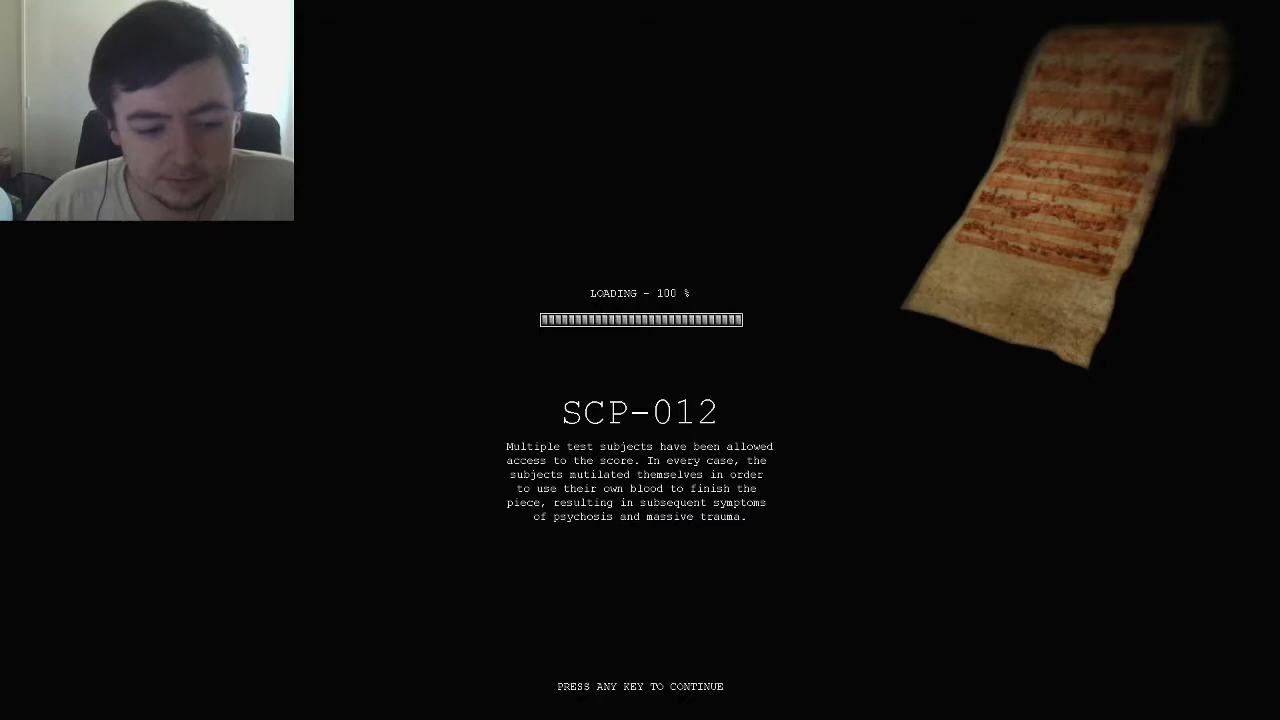 LOADING - 100 %
SCP-012
Multiple test subjects have been allowed
access to the score. In every case, the
subjects mutilated themselves in order
to use their own blood to finish the
piece, resulting in subsequent symptoms
of psychosis and massive trauma.
PRESS ANY KEY TO CONTINUE